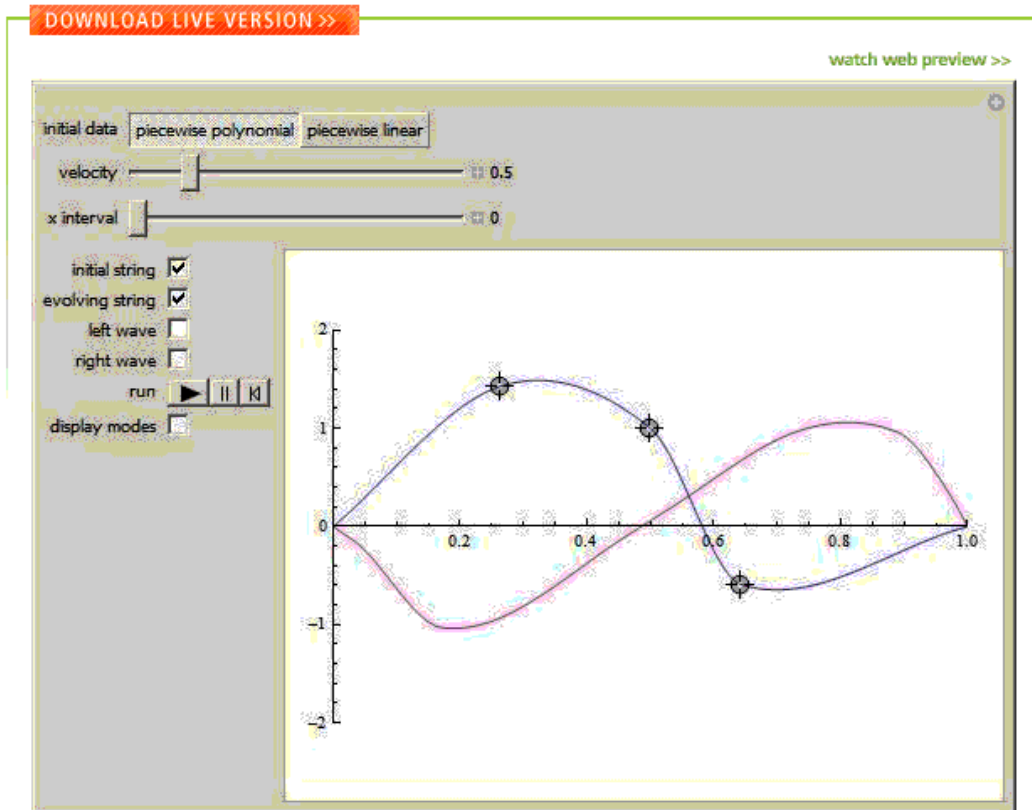 DOWNLOAD LIVE VERSION >>
watch web preview >>
initial data piecewise polynomial piecewise linear
velocity 0.5
x interval 0
initial string
evolving string
left wave
right wave
run
display modes
2
1
0
0.2 0.4 0.6 0.8 1.0
-1
-2